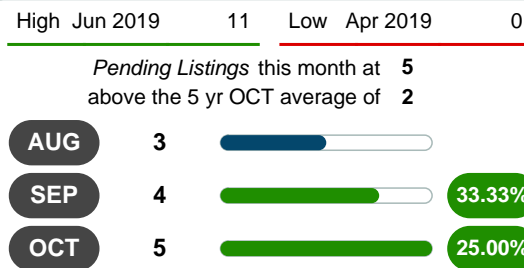 High Jun 2019 11 Low Apr 2019 0
Pending Listings this month at 5
above the 5 yr OCT average of 2
AUG 3
SEP 4 33.33%
OCT 5 25.00%